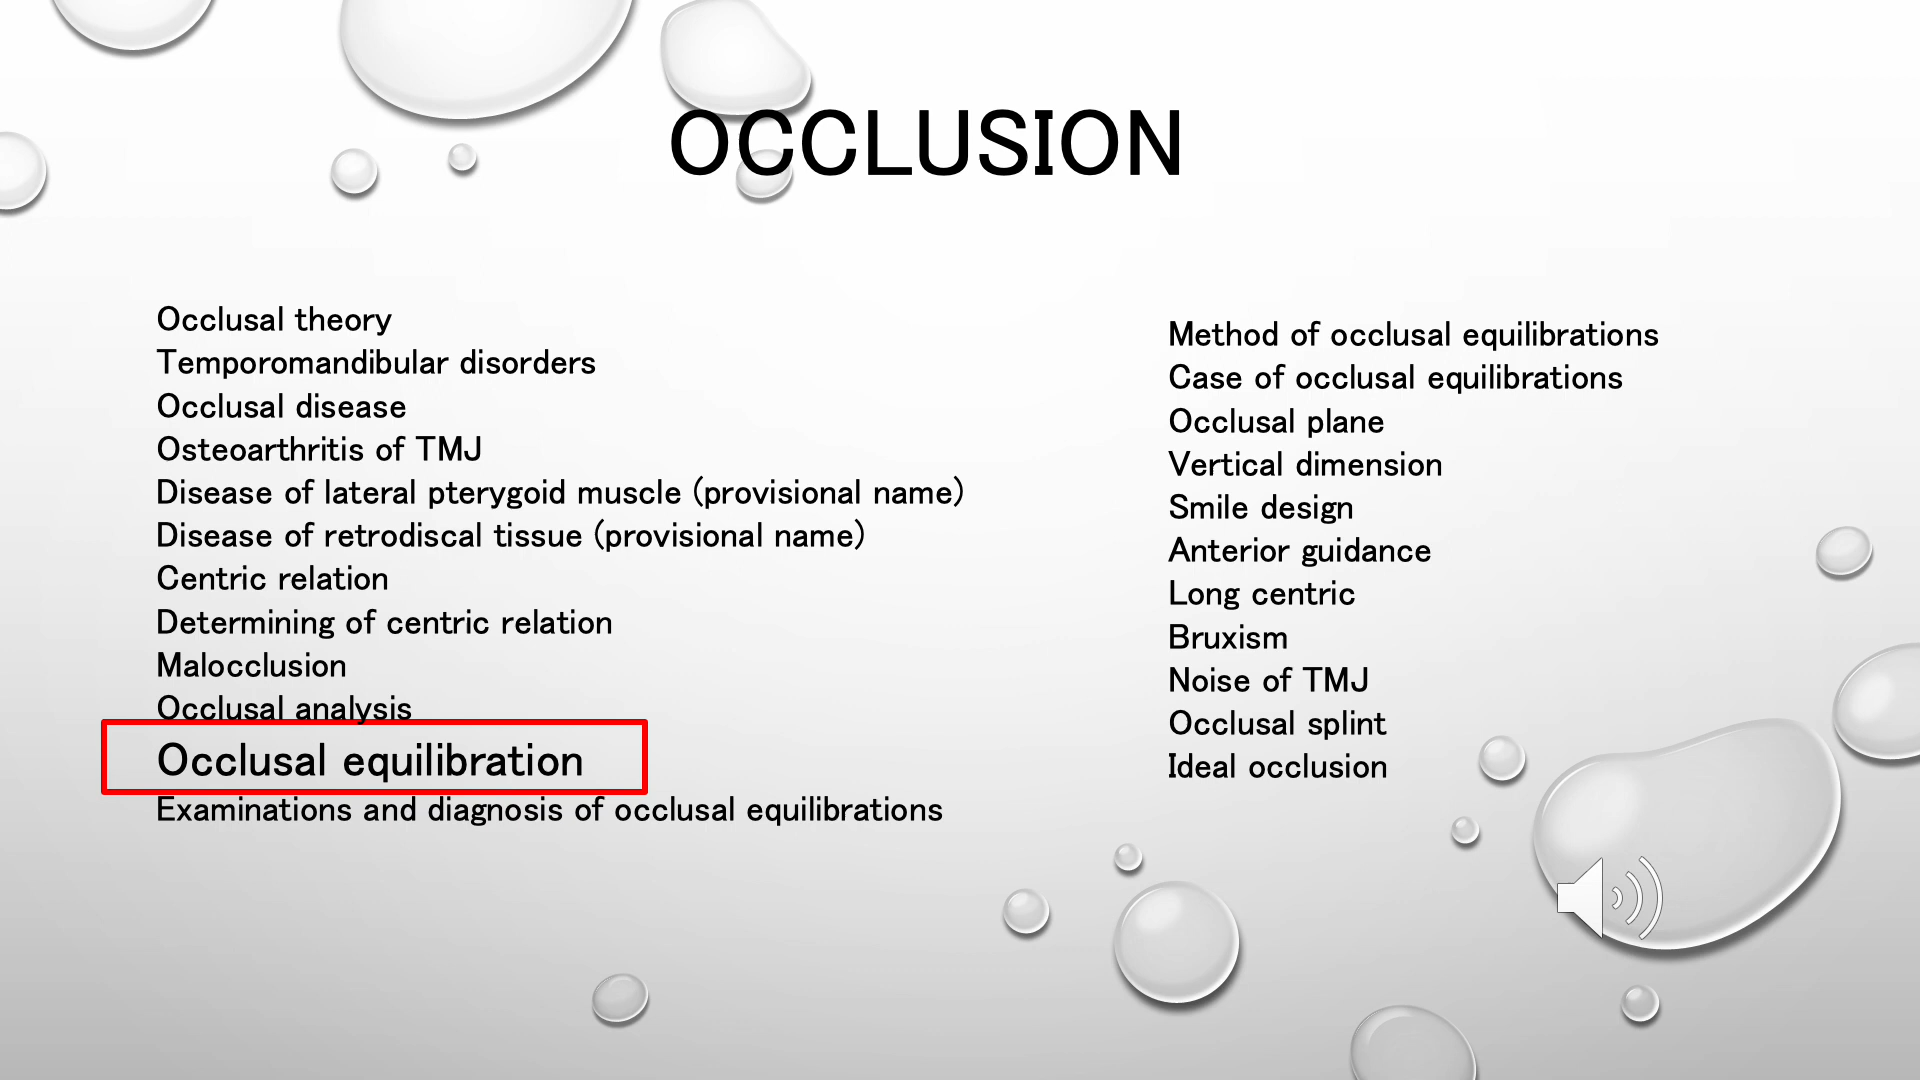 OCCLUSION
Occlusal theory
Temporomandibular disorders
Occlusal disease
Osteoarthritis of TMJ
Disease of lateral pterygoid muscle (provisional name)
Disease of retrodiscal tissue (provisional name)
Centric relation
Determining of centric relation
Malocclusion
Occlusal analysis
Occlusal equilibration
Examinations and diagnosis of occlusal equilibrations
Method of occlusal equilibrations
Case of occlusal equilibrations
Occlusal plane
Vertical dimension
Smile design
Anterior guidance
Long centric
Bruxism
Noise of TMJ
Occlusal splint
Ideal occlusion